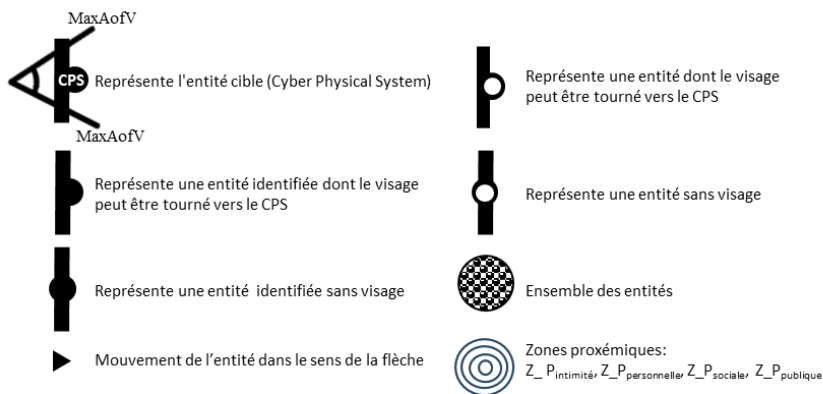 MaxAofV
CPS
Représente l'entité cible (Cyber Physical System)
MaxAofV
Représente une entité identifiée dont le visage
peut être tourné vers le CPS
Représente une entité identifiée sans visage
Mouvement de l'entité dans le sens de la flèche
Représente une entité dont le visage
peut être tourné vers le CPS
Représente une entité sans visage
Ensemble des entités
Zones proxémiques:
Z_ Pintimité, Z_Ppersonnelle, Z_Psociale, Z_Ppublique